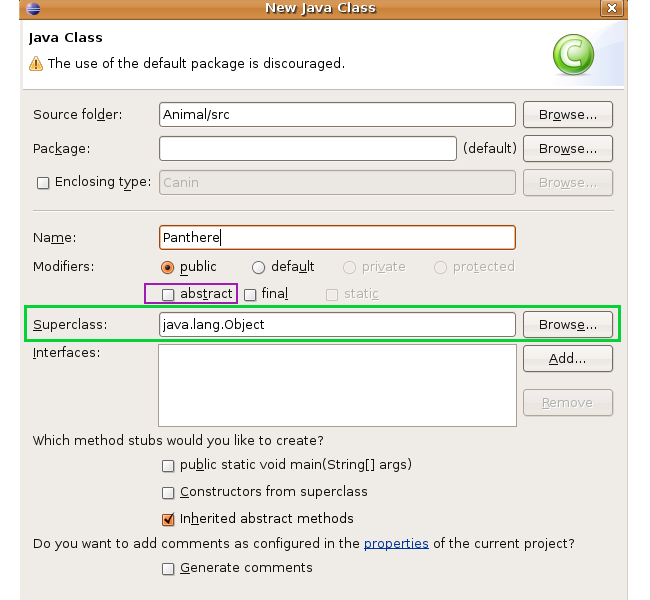 New Java Class
Java Class
The use of the default package is discouraged.
Source folder: Animal/src Browse...
Package: (default) Browse...
Enclosing type: Canin Browse...
Name: Panthere
Modifiers: public default private protected
abstract final static
Superclass: java.lang.Object Browse...
Interfaces: Add...
Remove
Which method stubs would you like to create?
public static void main(String[] args)
Constructors from superclass
Inherited abstract methods
Do you want to add comments as configured in the properties of the current project?
Generate comments